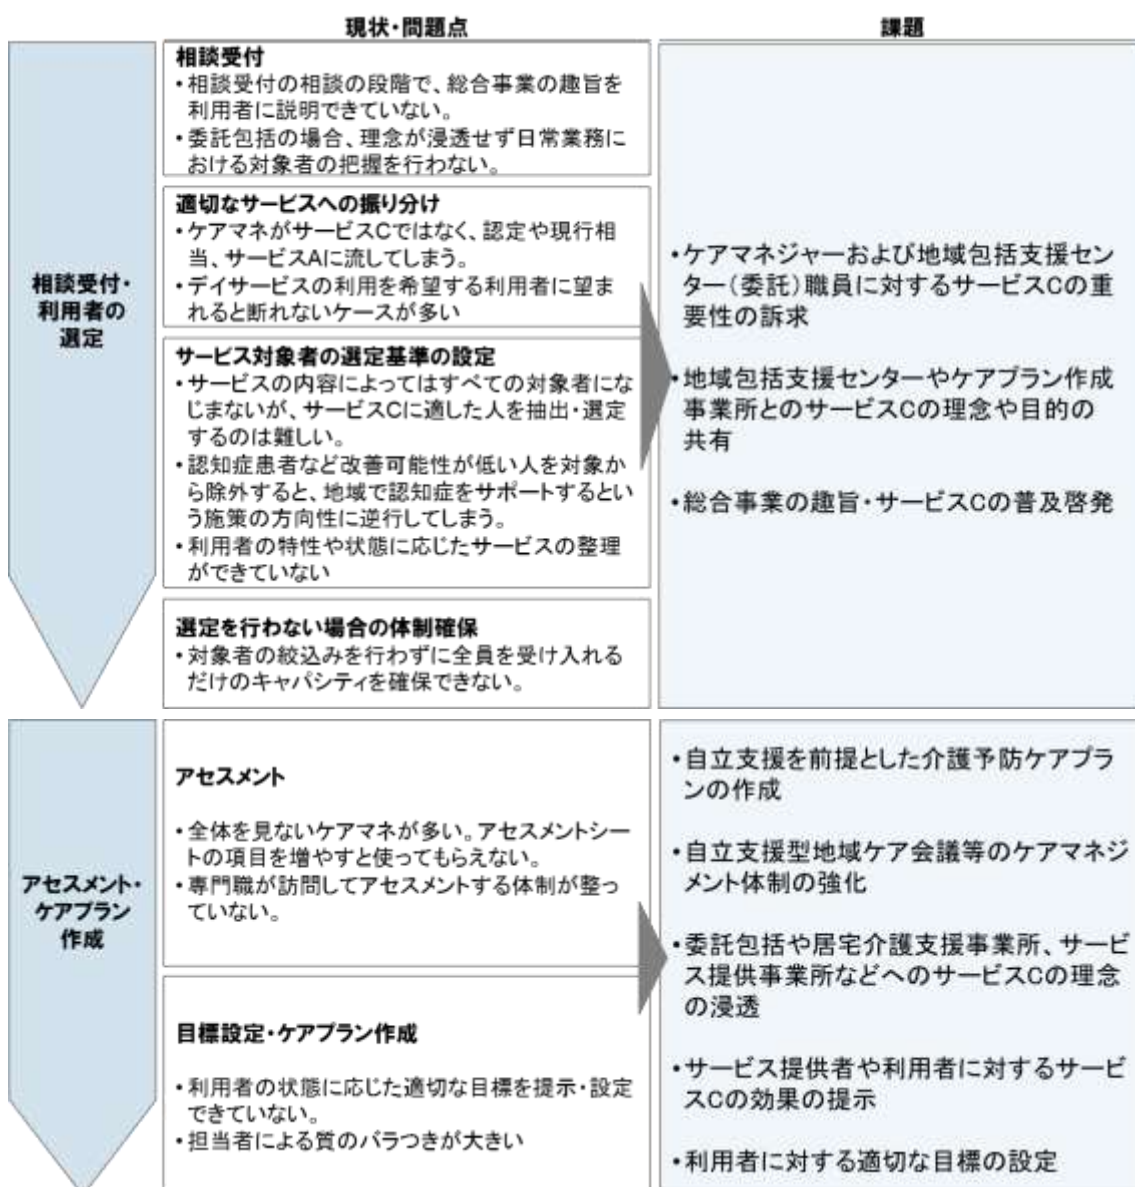 現状・問題点
課題
相談受付・
利用者の
選定
相談受付
・相談受付の相談の段階で、総合事業の趣旨を
利用者に説明できていない。
・委託包括の場合、理念が浸透せず日常業務に
おける対象者の把握を行わない。
適切なサービスへの振り分け
・ケアマネがサービスCではなく、認定や現行相
当、サービスAに流してしまう。
・デイサービスの利用を希望する利用者に望ま
れると断れないケースが多い
サービス対象者の選定基準の設定
・サービスの内容によってはすべての対象者にな
じまないが、サービスCに適した人を抽出・選定
するのは難しい。
・認知症患者など改善可能性が低い人を対象か
ら除外すると、地域で認知症をサポートするとい
う施策の方向性に逆行してしまう。
・利用者の特性や状態に応じたサービスの整理
ができていない
選定を行わない場合の体制確保
・対象者の絞込みを行わずに全員を受け入れる
だけのキャパシティを確保できない。
・ケアマネジャーおよび地域包括支援セン
ター（委託）職員に対するサービスCの重
要性の訴求
・地域包括支援センターやケアプラン作成
事業所とのサービスCの理念や目的の
共有
・総合事業の趣旨・サービスCの普及啓発
アセスメント・
ケアプラン
作成
アセスメント
・全体を見ないケアマネが多い。アセスメントシー
トの項目を増やすと使ってもらえない。
・専門職が訪問してアセスメントする体制が整っ
ていない。
目標設定・ケアプラン作成
・利用者の状態に応じた適切な目標を提示・設定
できていない。
・担当者による質のバラつきが大きい
・自立支援を前提とした介護予防ケアプラ
ンの作成
・自立支援型地域ケア会議等のケアマネジ
メント体制の強化
・委託包括や居宅介護支援事業所、サービ
ス提供事業所などへのサービスCの理念
の浸透
・サービス提供者や利用者に対するサービ
スCの効果の提示
・利用者に対する適切な目標の設定